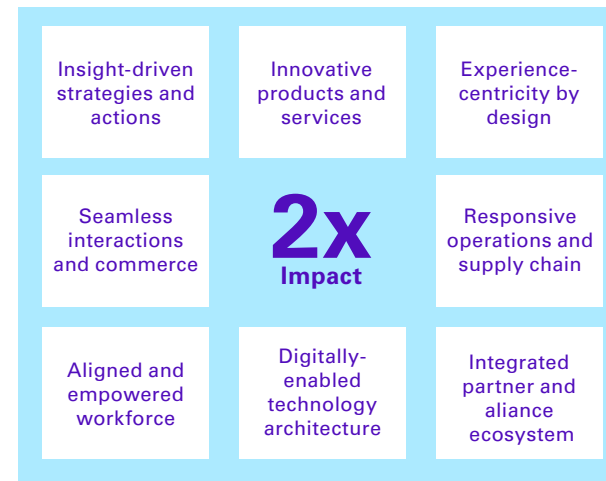 Insight-driven
strategies and
actions
Innovative
products and
services
Experience-
centricity by
design
Seamless
interactions
and commerce
2x
Impact
Responsive
operations and
supply chain
Aligned and
empowered
workforce
Digitally-
enabled
technology
architecture
Integrated
partner and
aliance
ecosystem